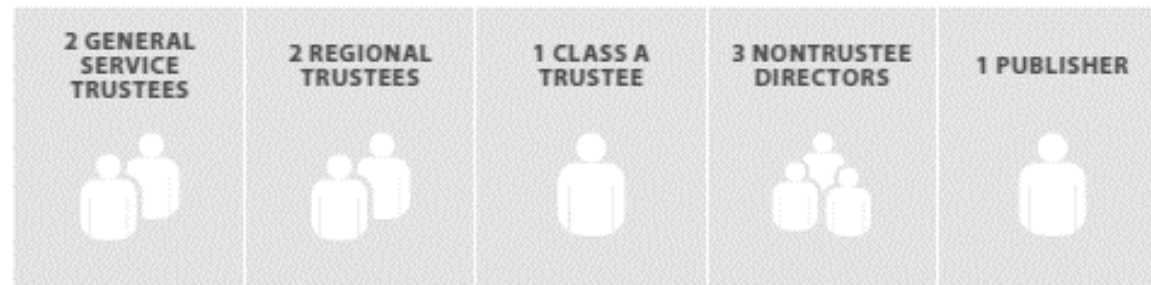 2 GENERAL
SERVICE
TRUSTEES
2 REGIONAL
TRUSTEES
1 CLASS A
TRUSTEE
3 NONTRUSTEE
DIRECTORS
1 PUBLISHER